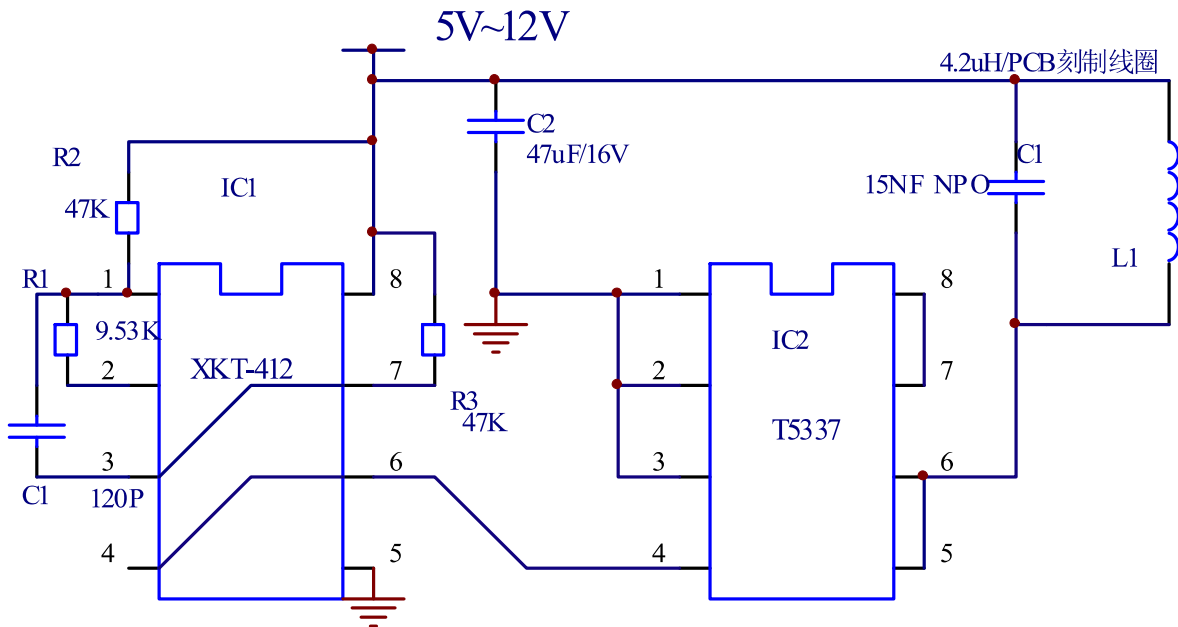 5V~12V
4.2uH/PCB刻制线圈
C2
47uF/16V
R2
IC1
C1
15NF NPO
47K
L1
R1
1
8
1
8
9.53K
IC2
XKT-412
2
7
2
7
R3
47K
T5337
3
6
3
6
C1
120P
4
5
4
5